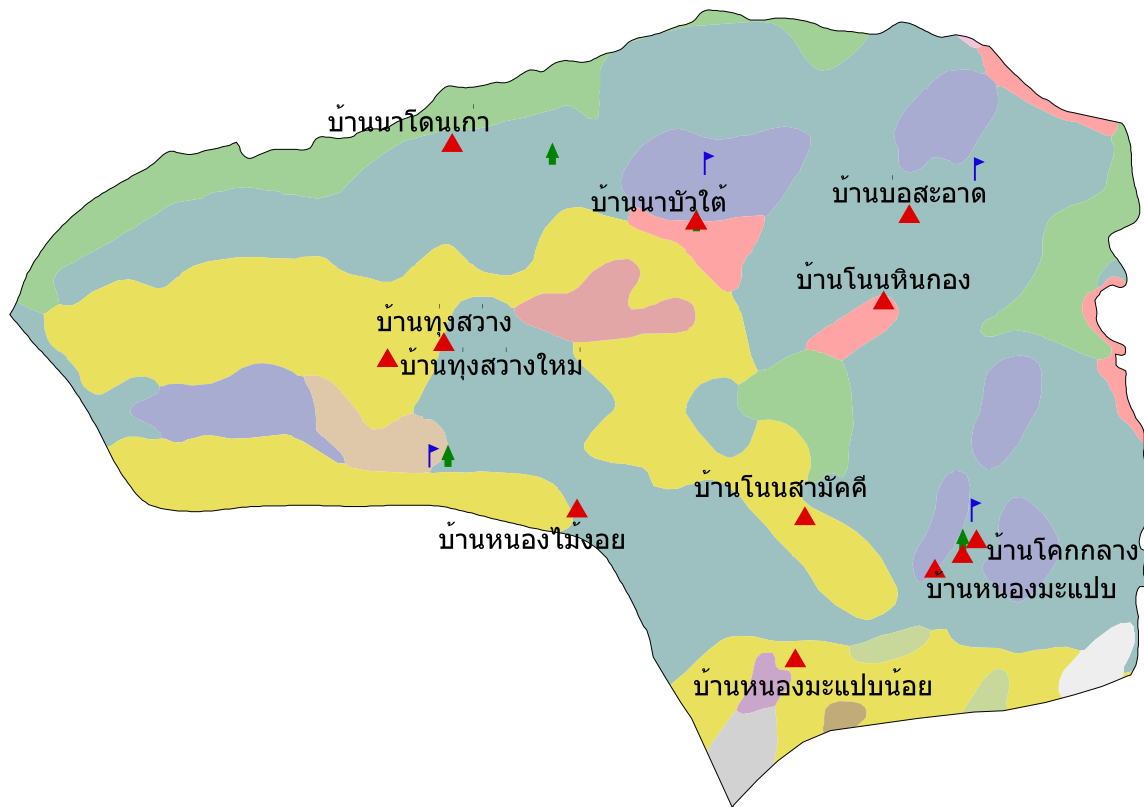 บ้านนาโดนเก่า
บ้านนาบัวใต้
บ้านบ่อสะอาด
บ้านโนนหินกอง
บ้านทุ่งสว่าง
บ้านทุ่งสว่างใหม่
บ้านโนนสามัคคี
บ้านหนองไม้งอย
บ้านโคกกลาง
บ้านหนองมะแปบ
บ้านหนองมะแปบน้อย